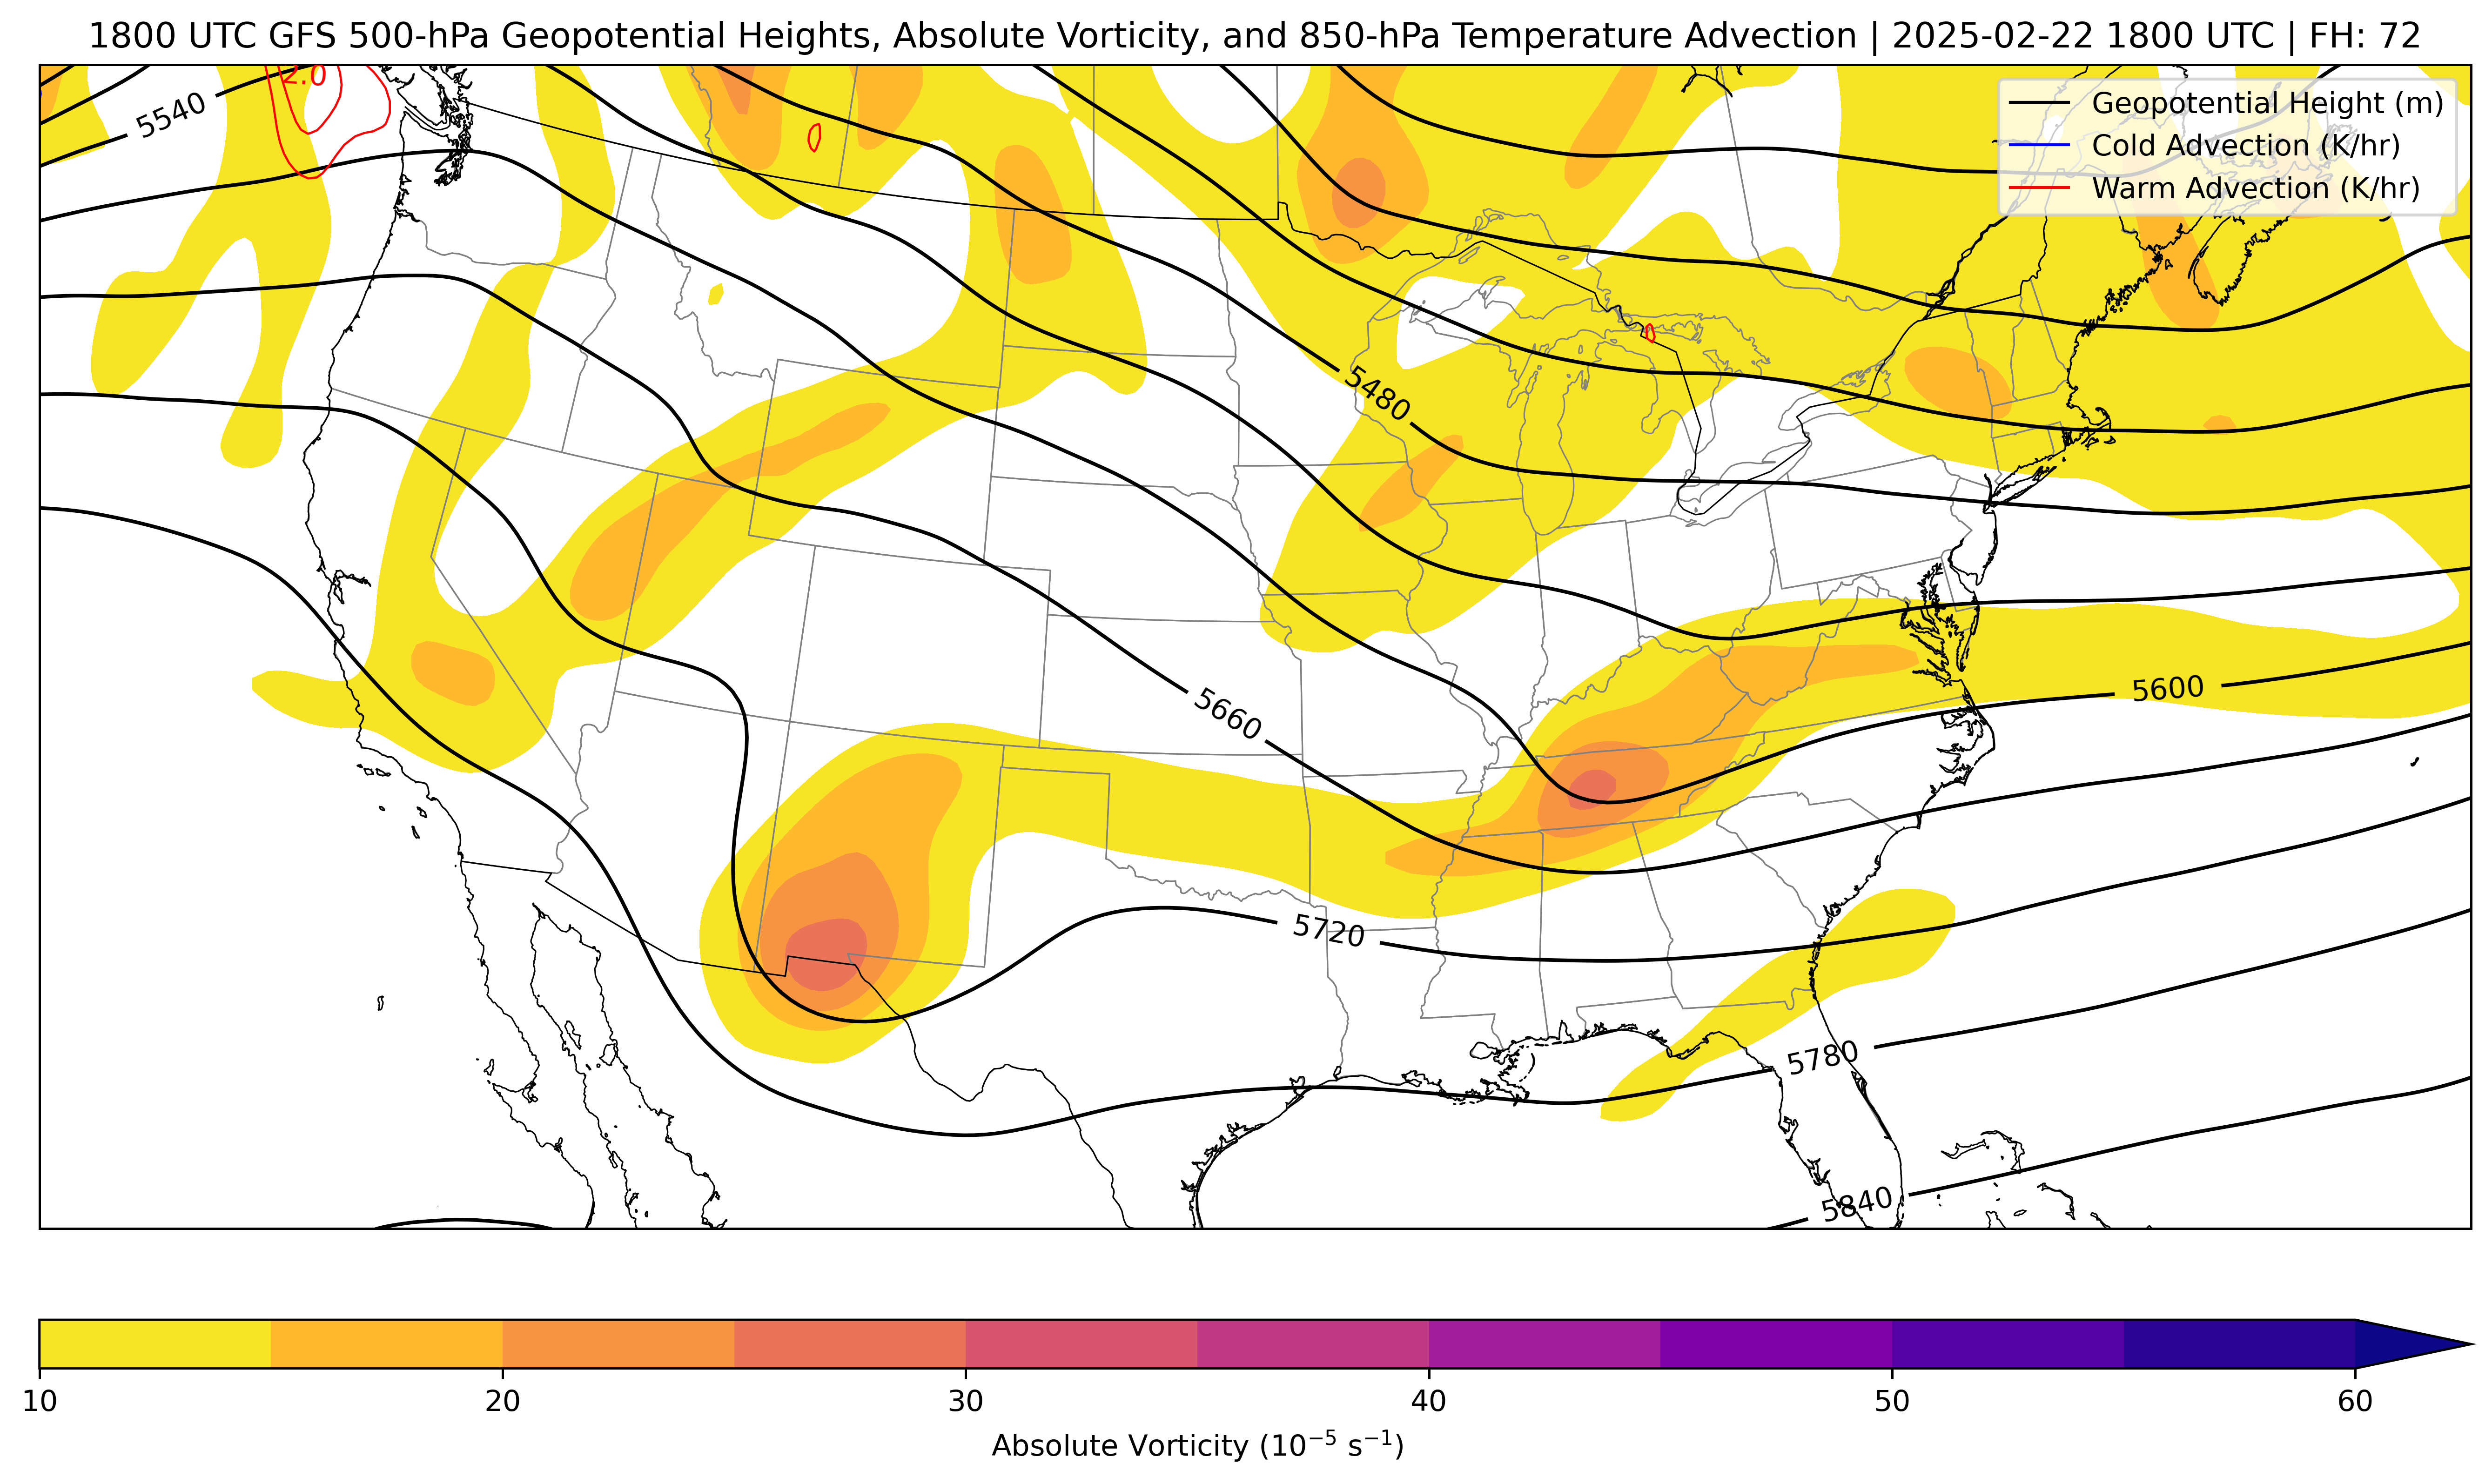 1800 UTC GFS 500-hPa Geopotential Heights, Absolute Vorticity, and 850-hPa Temperature Advection | 2025-02-22 1800 UTC | FH: 72
2.0
5540
Geopotential Height (m)
Cold Advection (K/hr)
Warm Advection (K/hr)
5480
5660
5600
5720
5780
5840
10 20 30 40 50 60
Absolute Vorticity (10⁻⁵ s⁻¹)